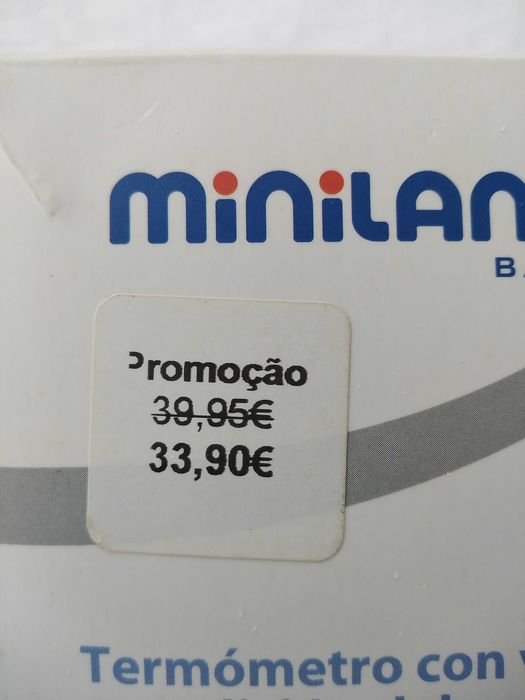 miniLAN
Promoção
39,95€
33,90€
Termómetro con